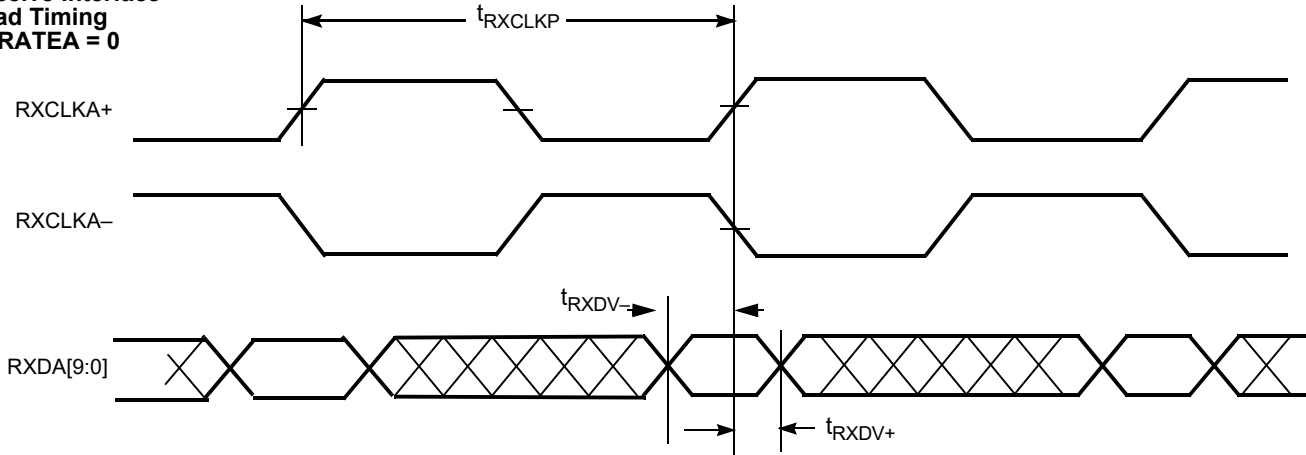 ad Timing
RATEA = 0
tRXCLKP
RXCLKA+
RXCLKA–
tRXDV–
RXDA[9:0]
tRXDV+